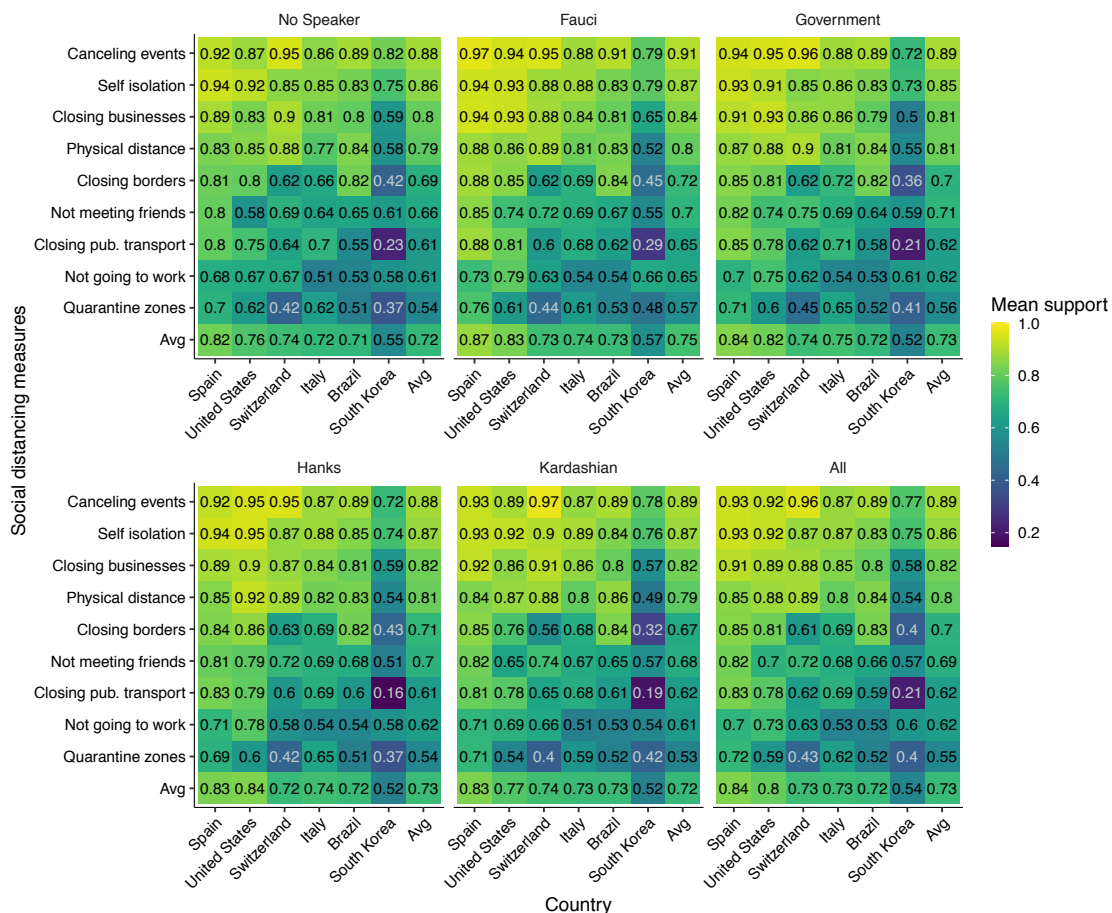 No Speaker Fauci Government
Canceling events 0.92 0.87 0.95 0.86 0.89 0.82 0.88 0.97 0.94 0.95 0.88 0.91 0.79 0.91 0.94 0.95 0.96 0.88 0.89 0.72 0.89
Self isolation 0.94 0.92 0.85 0.85 0.83 0.75 0.86 0.94 0.93 0.88 0.88 0.83 0.79 0.87 0.93 0.91 0.85 0.86 0.83 0.73 0.85
Closing businesses 0.89 0.83 0.9 0.81 0.8 0.59 0.8 0.94 0.93 0.88 0.84 0.81 0.65 0.84 0.91 0.93 0.86 0.86 0.79 0.5 0.81
Physical distance 0.83 0.85 0.88 0.77 0.84 0.58 0.79 0.88 0.86 0.89 0.81 0.83 0.52 0.8 0.87 0.88 0.9 0.81 0.84 0.55 0.81
Closing borders 0.81 0.8 0.62 0.66 0.82 0.42 0.69 0.88 0.85 0.62 0.69 0.84 0.45 0.72 0.85 0.81 0.62 0.72 0.82 0.36 0.7
Not meeting friends 0.8 0.58 0.69 0.64 0.65 0.61 0.66 0.85 0.74 0.72 0.69 0.67 0.55 0.7 0.82 0.74 0.75 0.69 0.64 0.59 0.71
Closing pub. transport 0.8 0.75 0.64 0.7 0.55 0.23 0.61 0.88 0.81 0.6 0.68 0.62 0.29 0.65 0.85 0.78 0.62 0.71 0.58 0.21 0.62
Not going to work 0.68 0.67 0.67 0.51 0.53 0.58 0.61 0.73 0.79 0.63 0.54 0.54 0.66 0.65 0.7 0.75 0.62 0.54 0.53 0.61 0.62
Quarantine zones 0.7 0.62 0.42 0.62 0.51 0.37 0.54 0.76 0.61 0.44 0.61 0.53 0.48 0.57 0.71 0.6 0.45 0.65 0.52 0.41 0.56
Avg 0.82 0.76 0.74 0.72 0.71 0.55 0.72 0.87 0.83 0.73 0.74 0.73 0.57 0.75 0.84 0.82 0.74 0.75 0.72 0.52 0.73
Spain United States Switzerland Italy Brazil South Korea Avg Spain United States Switzerland Italy Brazil South Korea Avg Spain United States Switzerland Italy Brazil South Korea Avg
Social distancing measures
Mean support
1.0
0.8
0.6
0.4
0.2
Hanks Kardashian All
Canceling events 0.92 0.95 0.95 0.87 0.89 0.72 0.88 0.93 0.89 0.97 0.87 0.89 0.78 0.89 0.93 0.92 0.96 0.87 0.89 0.77 0.89
Self isolation 0.94 0.95 0.87 0.88 0.85 0.74 0.87 0.93 0.92 0.9 0.89 0.84 0.76 0.87 0.93 0.92 0.87 0.87 0.83 0.75 0.86
Closing businesses 0.89 0.9 0.87 0.84 0.81 0.59 0.82 0.92 0.86 0.91 0.86 0.8 0.57 0.82 0.91 0.89 0.88 0.85 0.8 0.58 0.82
Physical distance 0.85 0.92 0.89 0.82 0.83 0.54 0.81 0.84 0.87 0.88 0.8 0.86 0.49 0.79 0.85 0.88 0.89 0.8 0.84 0.54 0.8
Closing borders 0.84 0.86 0.63 0.69 0.82 0.43 0.71 0.85 0.76 0.56 0.68 0.84 0.32 0.67 0.85 0.81 0.61 0.69 0.83 0.4 0.7
Not meeting friends 0.81 0.79 0.72 0.69 0.68 0.51 0.7 0.82 0.65 0.74 0.67 0.65 0.57 0.68 0.82 0.7 0.72 0.68 0.66 0.57 0.69
Closing pub. transport 0.83 0.79 0.6 0.69 0.6 0.16 0.61 0.81 0.78 0.65 0.68 0.61 0.19 0.62 0.83 0.78 0.62 0.69 0.59 0.21 0.62
Not going to work 0.71 0.78 0.58 0.54 0.54 0.58 0.62 0.71 0.69 0.66 0.51 0.53 0.54 0.61 0.7 0.73 0.63 0.53 0.53 0.6 0.62
Quarantine zones 0.69 0.6 0.42 0.65 0.51 0.37 0.54 0.71 0.54 0.4 0.59 0.52 0.42 0.53 0.72 0.59 0.43 0.62 0.52 0.4 0.55
Avg 0.83 0.84 0.72 0.74 0.72 0.52 0.73 0.83 0.77 0.74 0.73 0.73 0.52 0.72 0.84 0.8 0.73 0.73 0.72 0.54 0.73
Spain United States Switzerland Italy Brazil South Korea Avg Spain United States Switzerland Italy Brazil South Korea Avg Spain United States Switzerland Italy Brazil South Korea Avg
Country